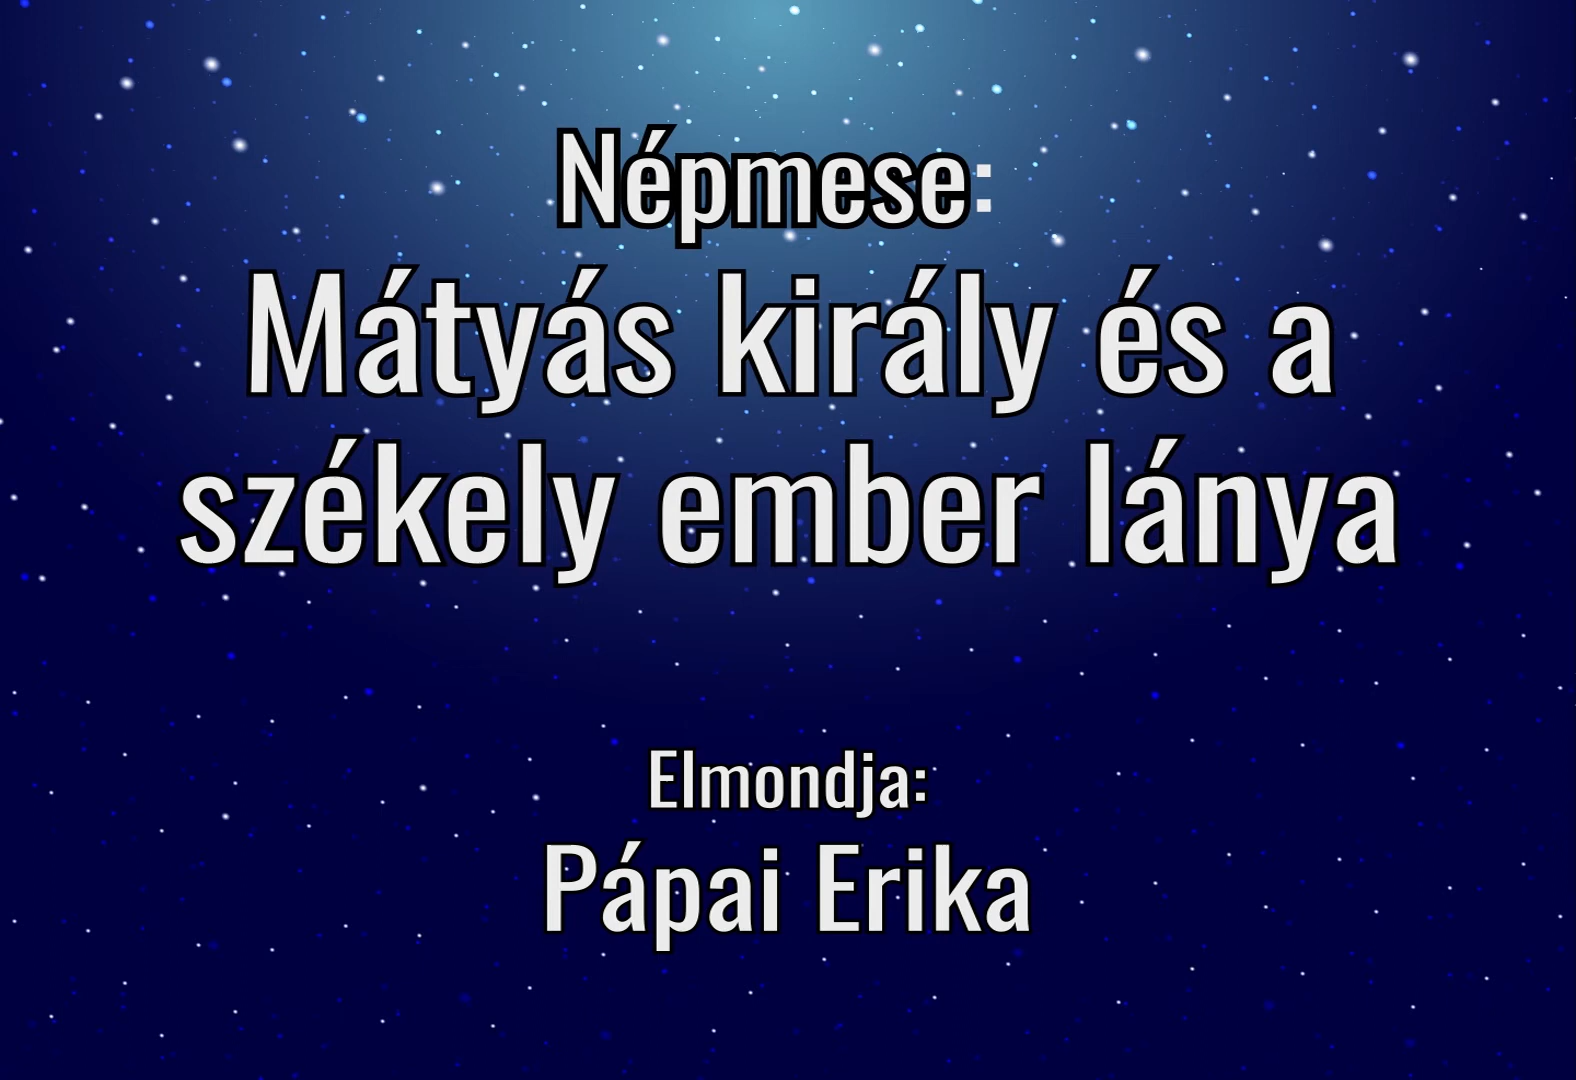 Népmese:
Mátyás király és a
székely ember lánya
Elmondja:
Pápai Erika